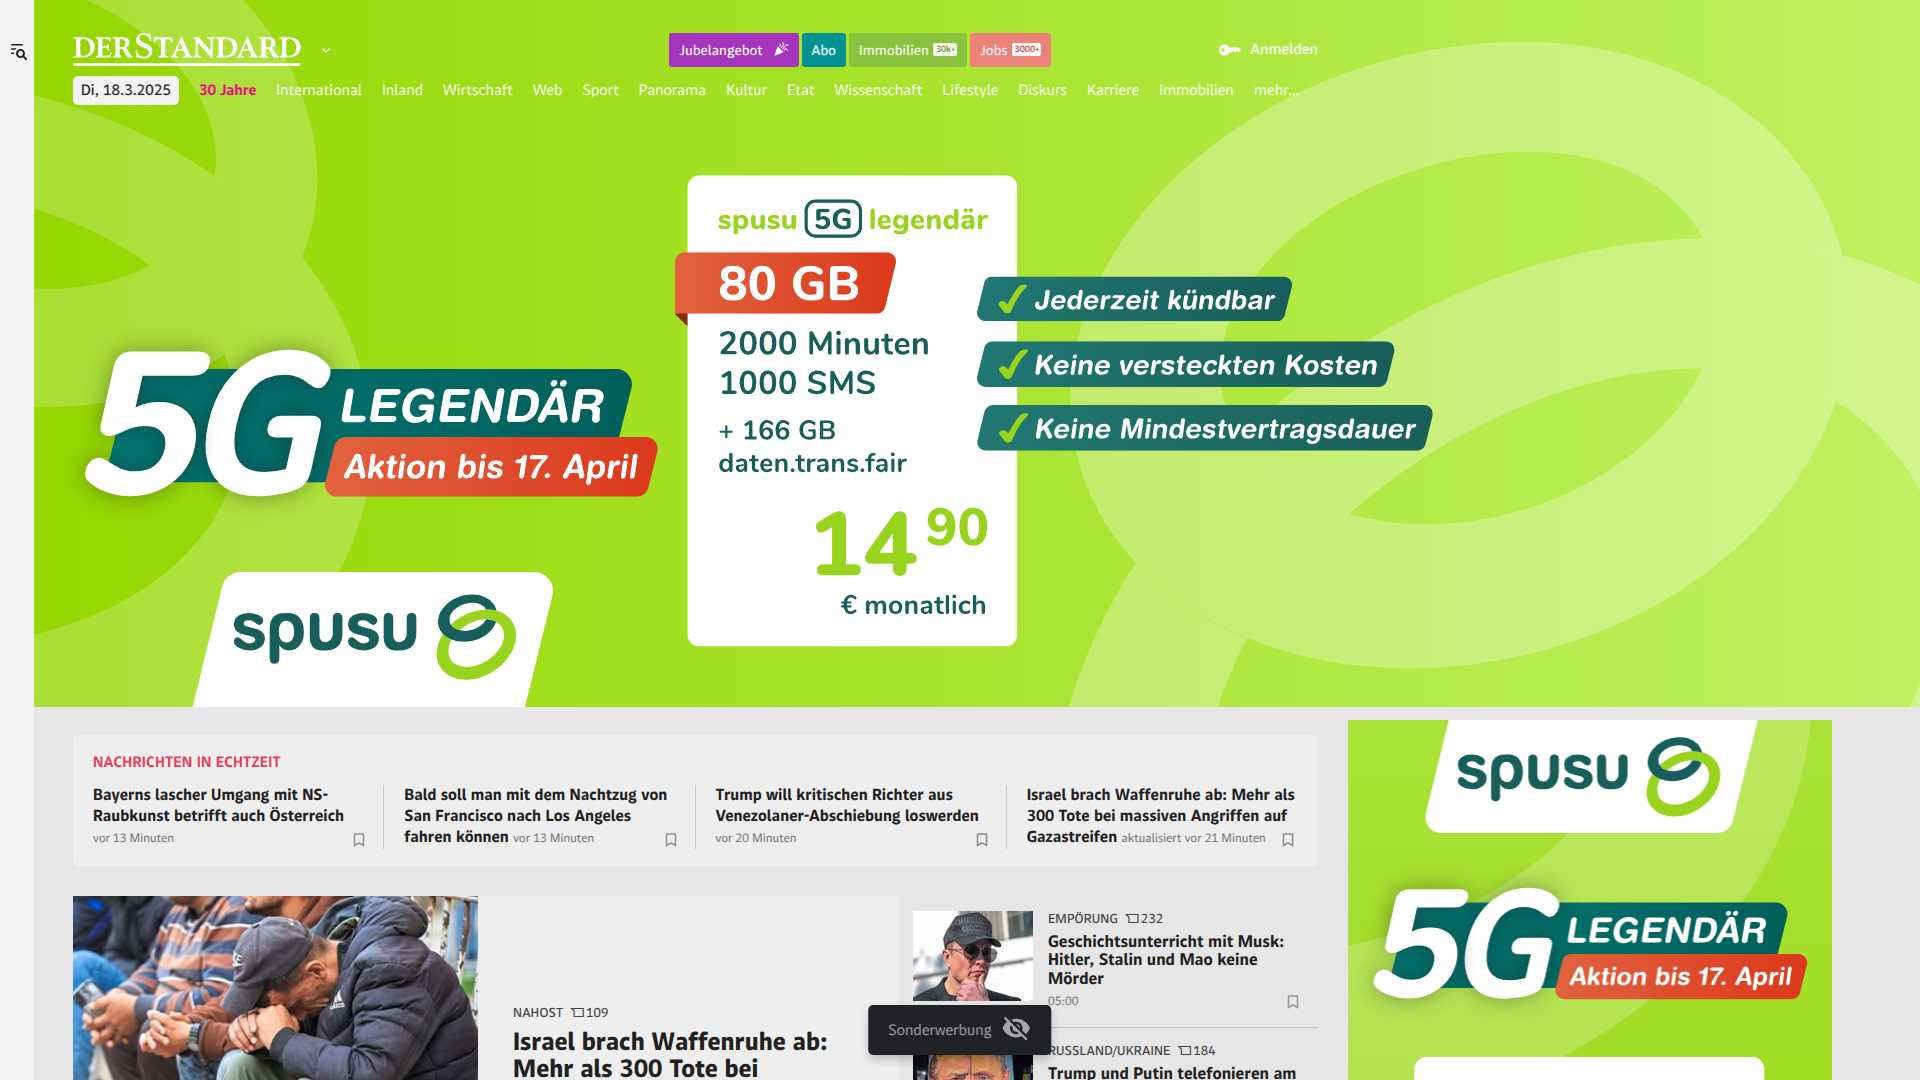 DERSTANDARD
Jubelangebot
Abo
Immobilien 30k+
Jobs 3000+
Anmelden
Di, 18.3.2025 30 Jahre International Inland Wirtschaft Web Sport Panorama Kultur Etat Wissenschaft Lifestyle Diskurs Karriere Immobilien mehr...
5G LEGENDÄR
Aktion bis 17. April
spusu
spusu 5G legendär
80 GB
2000 Minuten
1000 SMS
+ 166 GB
daten.trans.fair
14 90
€ monatlich
Jederzeit kündbar
Keine versteckten Kosten
Keine Mindestvertragsdauer
NACHRICHTEN IN ECHTZEIT
Bayerns lascher Umgang mit NS-
Raubkunst betrifft auch Österreich
vor 13 Minuten
Bald soll man mit dem Nachtzug von
San Francisco nach Los Angeles
fahren können vor 13 Minuten
Trump will kritischen Richter aus
Venezolaner-Abschiebung loswerden
vor 20 Minuten
Israel brach Waffenruhe ab: Mehr als
300 Tote bei massiven Angriffen auf
Gazastreifen aktualisiert vor 21 Minuten
NAHOST 109
Israel brach Waffenruhe ab:
Mehr als 300 Tote bei
EMPÖRUNG 232
Geschichtsunterricht mit Musk:
Hitler, Stalin und Mao keine
Mörder
05:00
Sonderwerbung
RUSSLAND/UKRAINE 184
Trump und Putin telefonieren am
spusu
5G LEGENDÄR
Aktion bis 17. April